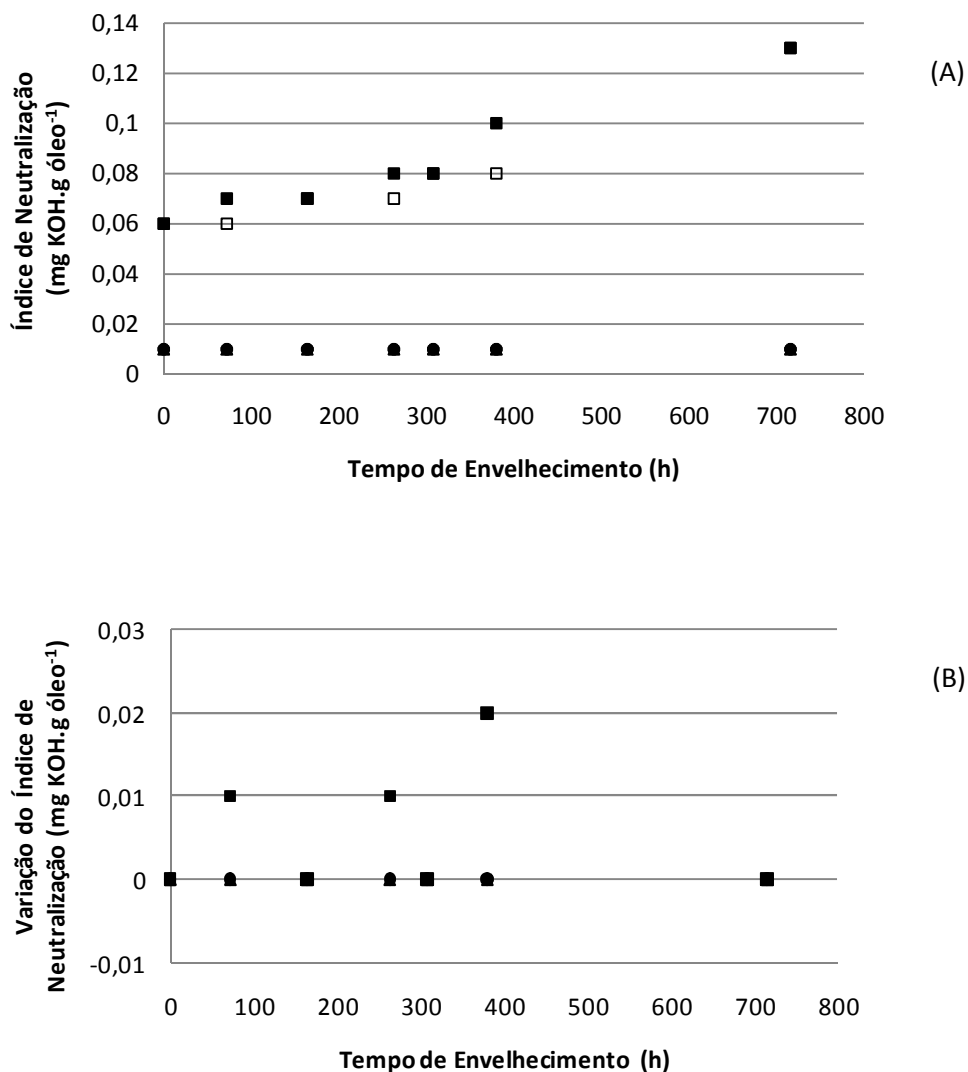 0,14
0,12
0,1
0,08
0,06
0,04
0,02
0
Índice de Neutralização
(mg KOH.g óleo⁻¹)
0 100 200 300 400 500 600 700 800
Tempo de Envelhecimento (h)
(A)
0,03
0,02
0,01
0
-0,01
Variação do Índice de
Neutralização (mg KOH.g óleo⁻¹)
0 100 200 300 400 500 600 700 800
Tempo de Envelhecimento (h)
(B)